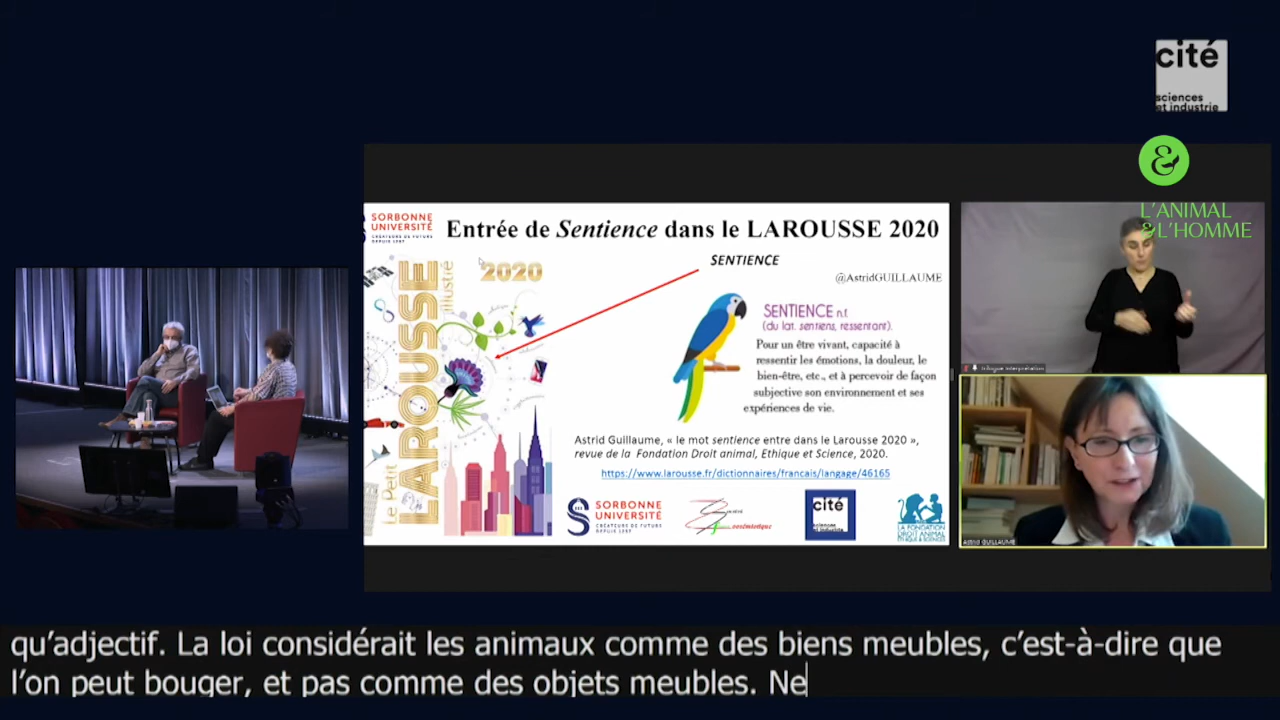 cité
sciences
et industrie
&
L'ANIMAL
&L'HOMME
SORBONNE
UNIVERSITÉ
CRÉATEURS DE FUTURS
DEPUIS 1257
Entrée de Sentience dans le LAROUSSE 2020
SENTIENCE
@AstridGUILLAUME
2020
Le Petit
LAROUSSE
illustré
SENTIENCE n.f.
(du lat. sentiens, ressentant).
Pour un être vivant, capacité à
ressentir les émotions, la douleur, le
bien-être, etc., et à percevoir de façon
subjective son environnement et ses
expériences de vie.
Astrid Guillaume, « le mot sentience entre dans le Larousse 2020 »,
revue de la Fondation Droit animal, Ethique et Science, 2020.
https://www.larousse.fr/dictionnaires/francais/langage/46165
SORBONNE
UNIVERSITÉ
CRÉATEURS DE FUTURS
DEPUIS 1257
cité
sciences
et industrie
LA FONDATION
DROIT ANIMAL
ÉTHIQUE & SCIENCES
Astrid GUILLAUME
qu'adjectif. La loi considérait les animaux comme des biens meubles, c'est-à-dire que
l'on peut bouger, et pas comme des objets meubles. Ne